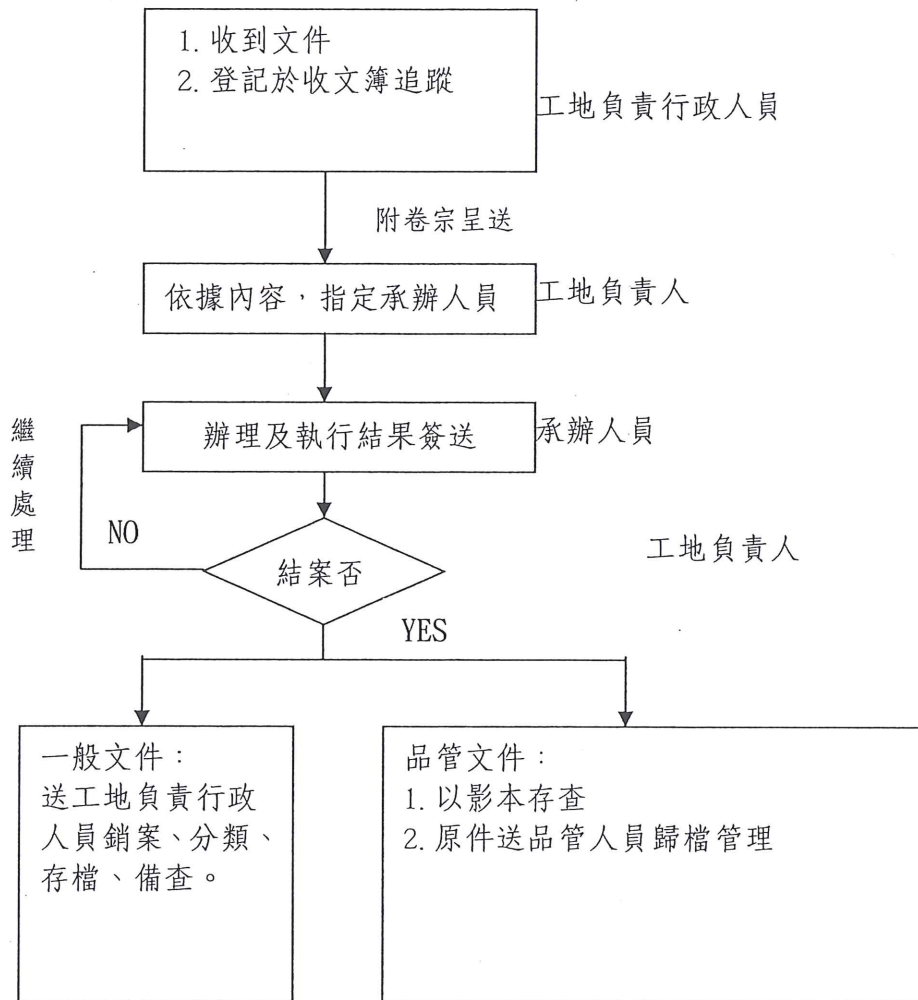 1. 收到文件
2. 登記於收文簿追蹤
工地負責行政人員
附卷宗呈送
依據內容，指定承辦人員
工地負責人
辦理及執行結果簽送
承辦人員
繼續處理
NO
結案否
工地負責人
YES
一般文件：
送工地負責行政
人員銷案、分類、
存檔、備查。
品管文件：
1. 以影本存查
2. 原件送品管人員歸檔管理